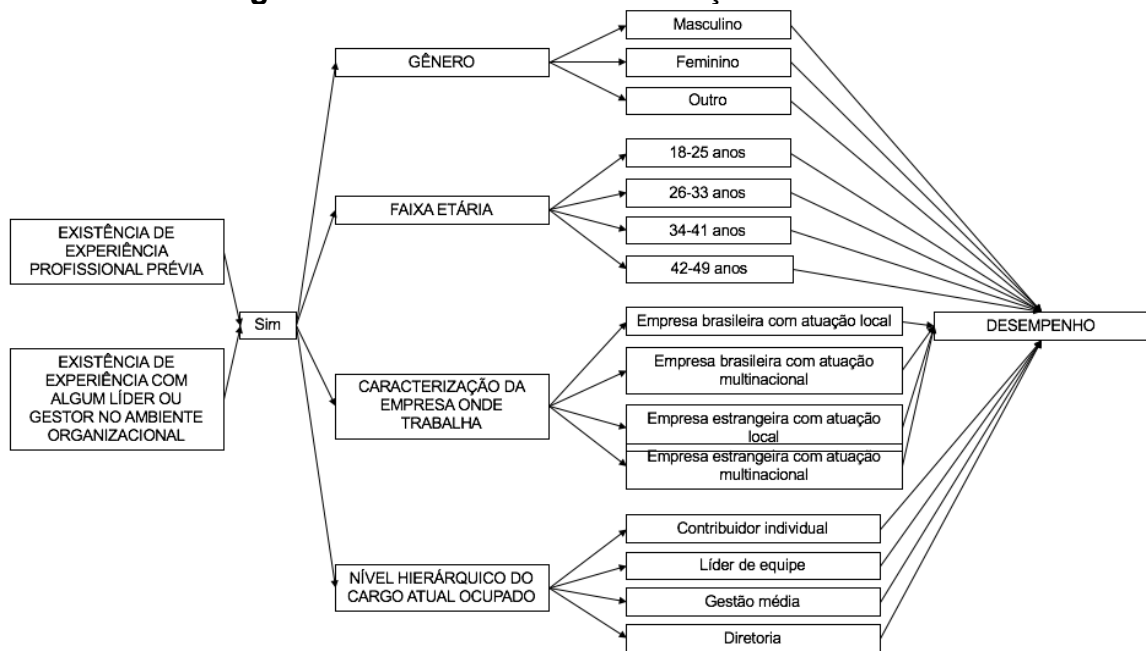 GÊNERO
Masculino
Feminino
Outro
FAIXA ETÁRIA
18-25 anos
26-33 anos
34-41 anos
42-49 anos
EXISTÊNCIA DE
EXPERIÊNCIA
PROFISSIONAL PRÉVIA
Sim
EXISTÊNCIA DE
EXPERIÊNCIA COM
ALGUM LÍDER OU
GESTOR NO AMBIENTE
ORGANIZACIONAL
CARACTERIZAÇÃO DA
EMPRESA ONDE
TRABALHA
Empresa brasileira com atuação local
Empresa brasileira com atuação
multinacional
Empresa estrangeira com atuação
local
Empresa estrangeira com atuação
multinacional
DESEMPENHO
NÍVEL HIERÁRQUICO DO
CARGO ATUAL OCUPADO
Contribuidor individual
Líder de equipe
Gestão média
Diretoria